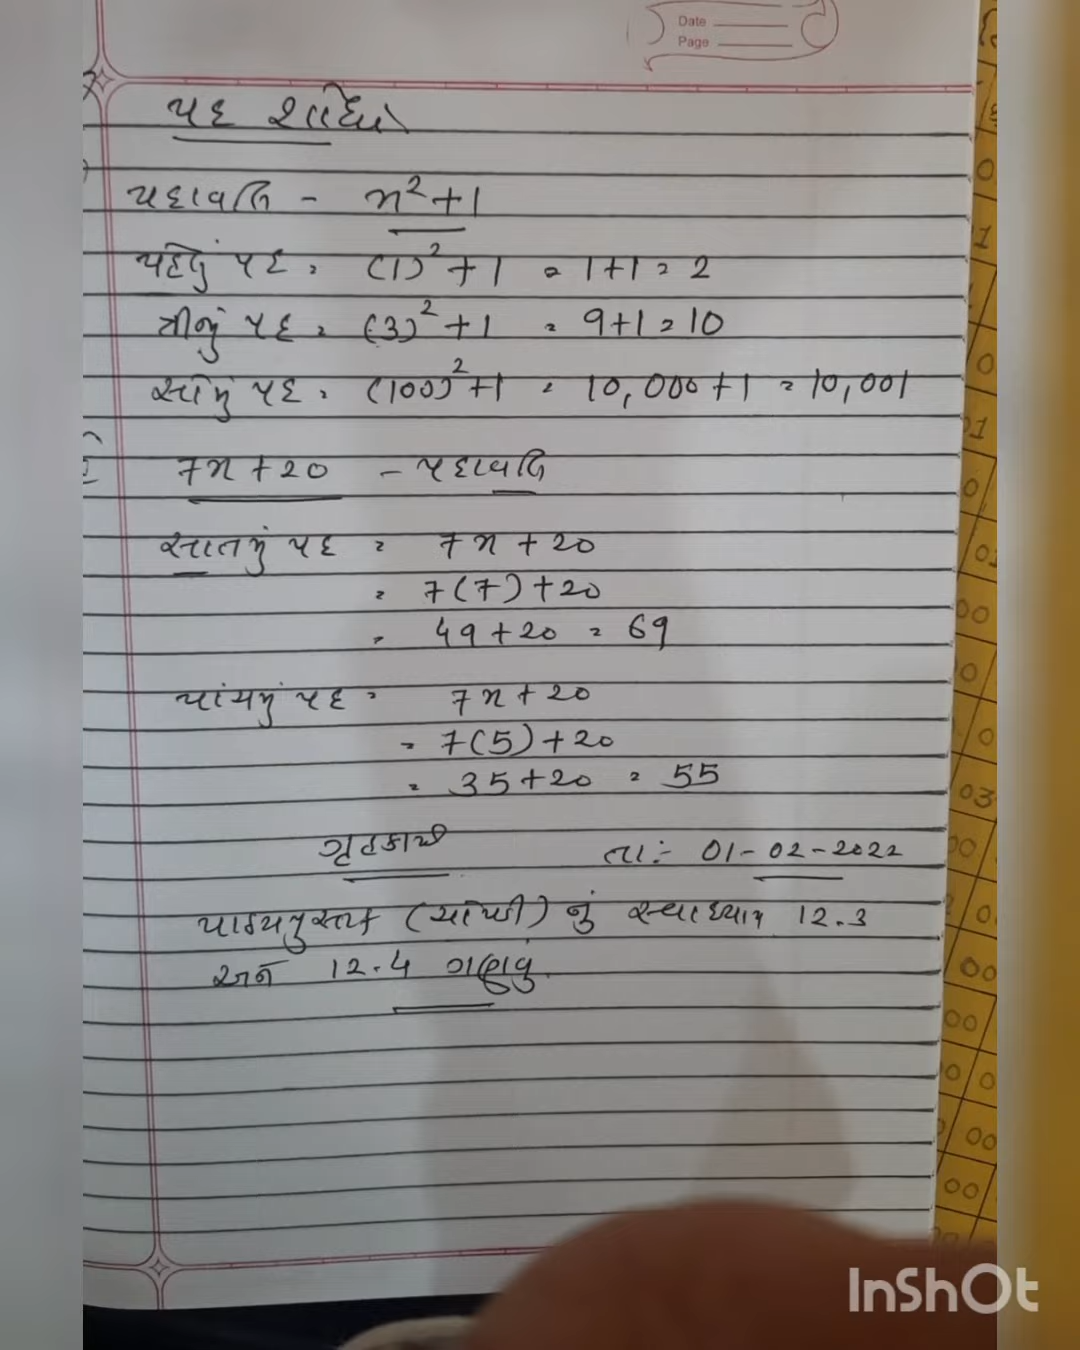 Date
Page
પદ શોધો
પદાવલિ - n²+1
પહેલું પદ = (1)²+1 = 1+1 = 2
ત્રીજું પદ = (3)²+1 = 9+1 = 10
સોમું પદ = (100)²+1 = 10,000+1 = 10,001
7n+20 - પદાવલિ
સાતમું પદ = 7n+20
= 7(7)+20
= 49+20 = 69
પાંચમું પદ = 7n+20
= 7(5)+20
= 35+20 = 55
ગૃહકાર્ય તા:- 01-02-2022
પાઠ્યપુસ્તક (ચોપડી) નું સ્વાધ્યાય 12.3
અને 12.4 ગણવું.
InShOt